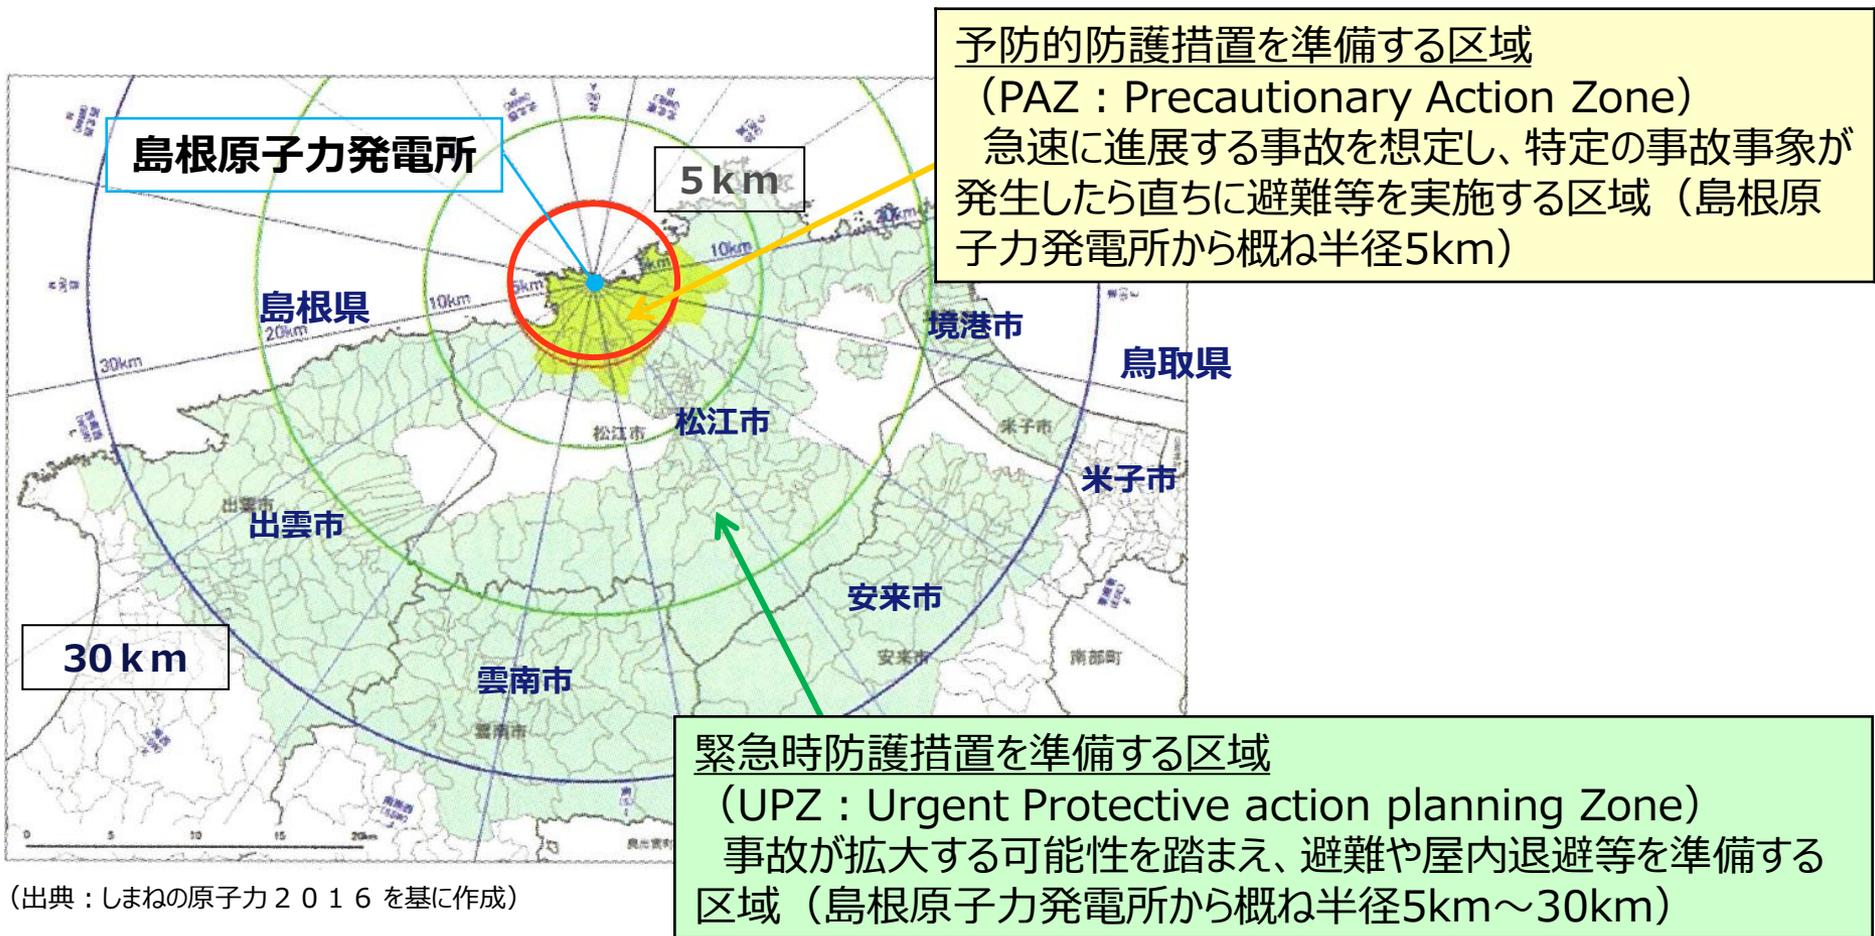 予防的防護措置を準備する区域
（PAZ：Precautionary Action Zone）
急速に進展する事故を想定し、特定の事故事象が
発生したら直ちに避難等を実施する区域（島根原
子力発電所から概ね半径5km）
島根原子力発電所
5km
10km
5km
島根県
10km
20km
30km
境港市
鳥取県
松江市
松江市
米子市
米子市
出雲市
出雲市
安来市
安来市
南部町
30km
雲南市
雲南市
0 5 10 15 20km
緊急時防護措置を準備する区域
（UPZ：Urgent Protective action planning Zone）
事故が拡大する可能性を踏まえ、避難や屋内退避等を準備する
区域（島根原子力発電所から概ね半径5km～30km）
（出典：しまねの原子力２０１６を基に作成）